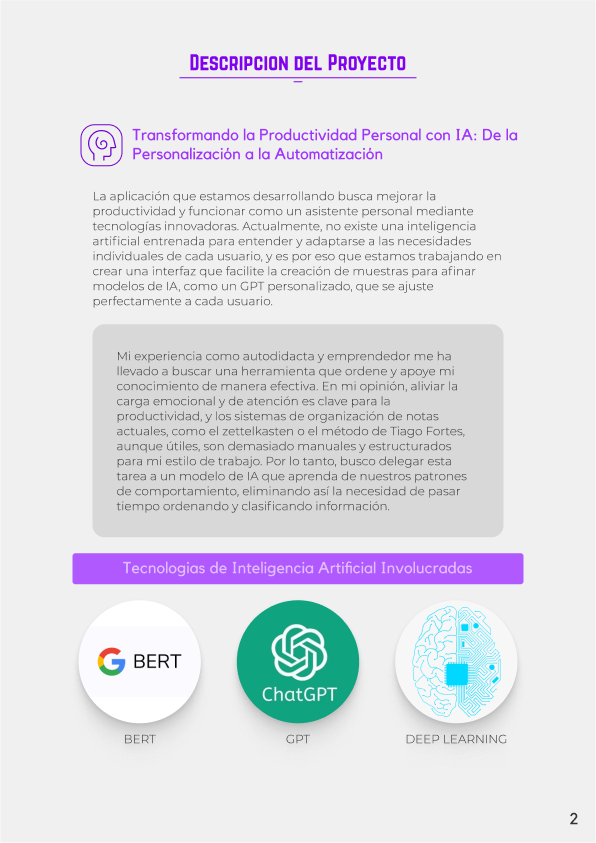 Descripcion del Proyecto
Transformando la Productividad Personal con IA: De la
Personalización a la Automatización
La aplicación que estamos desarrollando busca mejorar la
productividad y funcionar como un asistente personal mediante
tecnologías innovadoras. Actualmente, no existe una inteligencia
artificial entrenada para entender y adaptarse a las necesidades
individuales de cada usuario, y es por eso que estamos trabajando en
crear una interfaz que facilite la creación de muestras para afinar
modelos de IA, como un GPT personalizado, que se ajuste
perfectamente a cada usuario.
Mi experiencia como autodidacta y emprendedor me ha
llevado a buscar una herramienta que ordene y apoye mi
conocimiento de manera efectiva. En mi opinión, aliviar la
carga emocional y de atención es clave para la
productividad, y los sistemas de organización de notas
actuales, como el zettelkasten o el método de Tiago Fortes,
aunque útiles, son demasiado manuales y estructurados
para mi estilo de trabajo. Por lo tanto, busco delegar esta
tarea a un modelo de IA que aprenda de nuestros patrones
de comportamiento, eliminando así la necesidad de pasar
tiempo ordenando y clasificando información.
Tecnologias de Inteligencia Artificial Involucradas
G BERT
ChatGPT
BERT
GPT
DEEP LEARNING
2